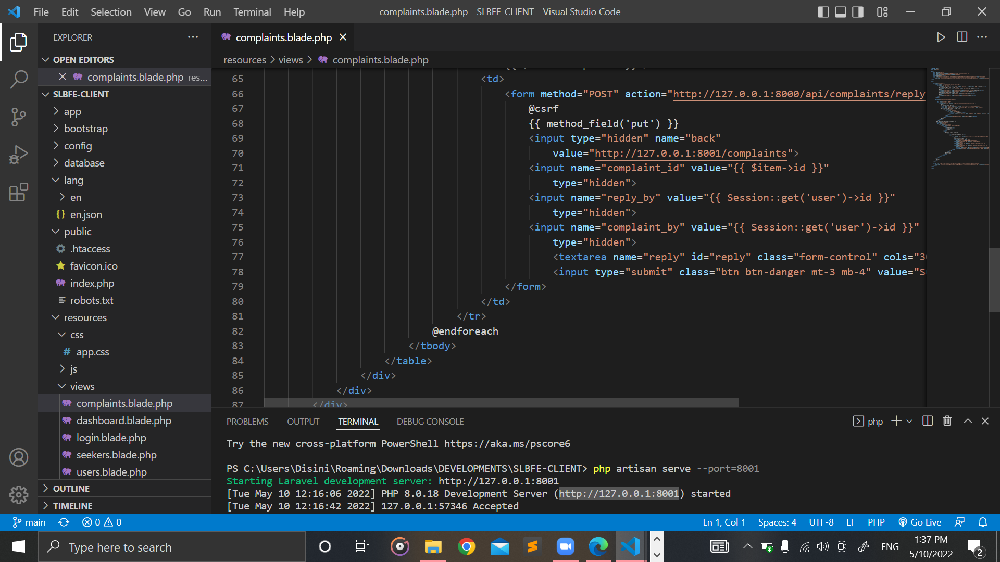 File Edit Selection View Go Run Terminal Help
complaints.blade.php - SLBFE-CLIENT - Visual Studio Code
EXPLORER
OPEN EDITORS
complaints.blade.php res...
SLBFE-CLIENT
app
bootstrap
config
database
lang
en
en.json
public
.htaccess
favicon.ico
index.php
robots.txt
resources
css
app.css
js
views
complaints.blade.php
dashboard.blade.php
login.blade.php
seekers.blade.php
users.blade.php
OUTLINE
TIMELINE
complaints.blade.php
resources > views > complaints.blade.php
65 <td>
66 <form method="POST" action="http://127.0.0.1:8000/api/complaints/reply
67 @csrf
68 {{ method_field('put') }}
69 <input type="hidden" name="back"
70 value="http://127.0.0.1:8001/complaints">
71 <input name="complaint_id" value="{{ $item->id }}"
72 type="hidden">
73 <input name="reply_by" value="{{ Session::get('user')->id }}"
74 type="hidden">
75 <input name="complaint_by" value="{{ Session::get('user')->id }}"
76 type="hidden">
77 <textarea name="reply" id="reply" class="form-control" cols="3
78 <input type="submit" class="btn btn-danger mt-3 mb-4" value="S
79 </form>
80 </td>
81 </tr>
82 @endforeach
83 </tbody>
84 </table>
85 </div>
86 </div>
87 </div>
PROBLEMS OUTPUT TERMINAL DEBUG CONSOLE
php
Try the new cross-platform PowerShell https://aka.ms/pscore6
PS C:\Users\Disini\Roaming\Downloads\DEVELOPMENTS\SLBFE-CLIENT> php artisan serve --port=8001
Starting Laravel development server: http://127.0.0.1:8001
[Tue May 10 12:16:06 2022] PHP 8.0.18 Development Server (http://127.0.0.1:8001) started
[Tue May 10 12:16:42 2022] 127.0.0.1:57346 Accepted
main 0 0
Ln 1, Col 1 Spaces: 4 UTF-8 LF PHP Go Live
Type here to search
ENG
1:37 PM
5/10/2022
2